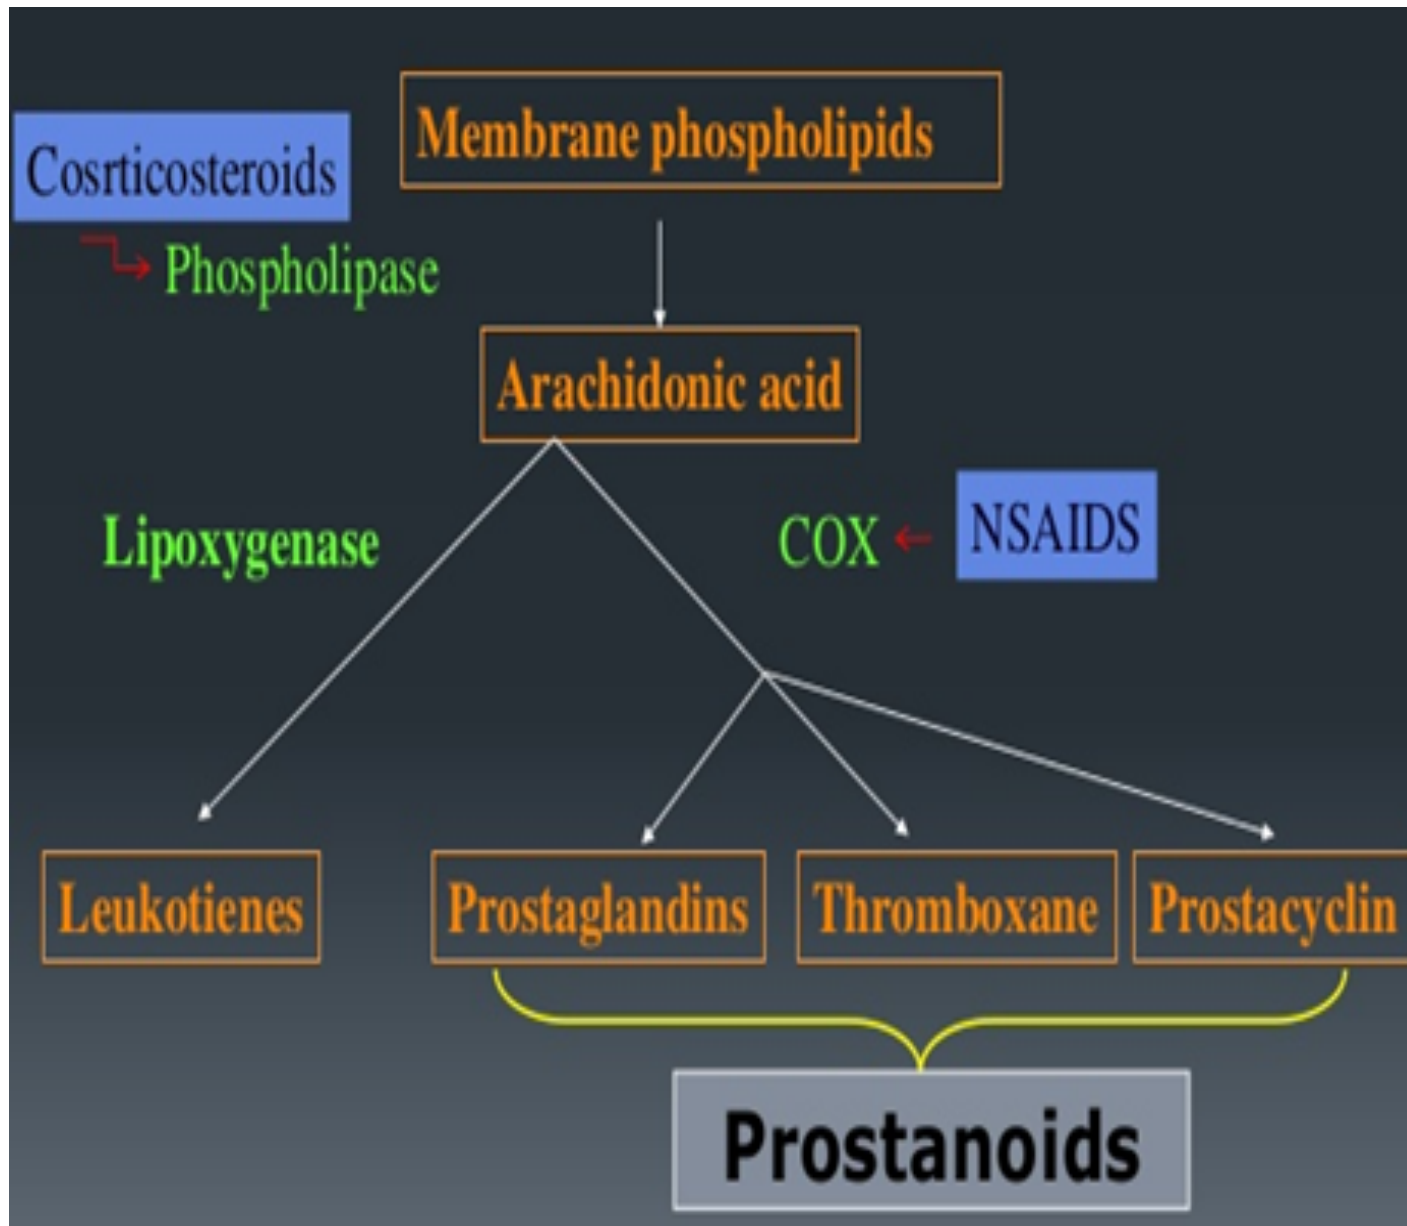 Membrane phospholipids
Cosrticosteroids
Phospholipase
Arachidonic acid
Lipoxygenase
COX
NSAIDS
Leukotienes
Prostaglandins
Thromboxane
Prostacyclin
Prostanoids